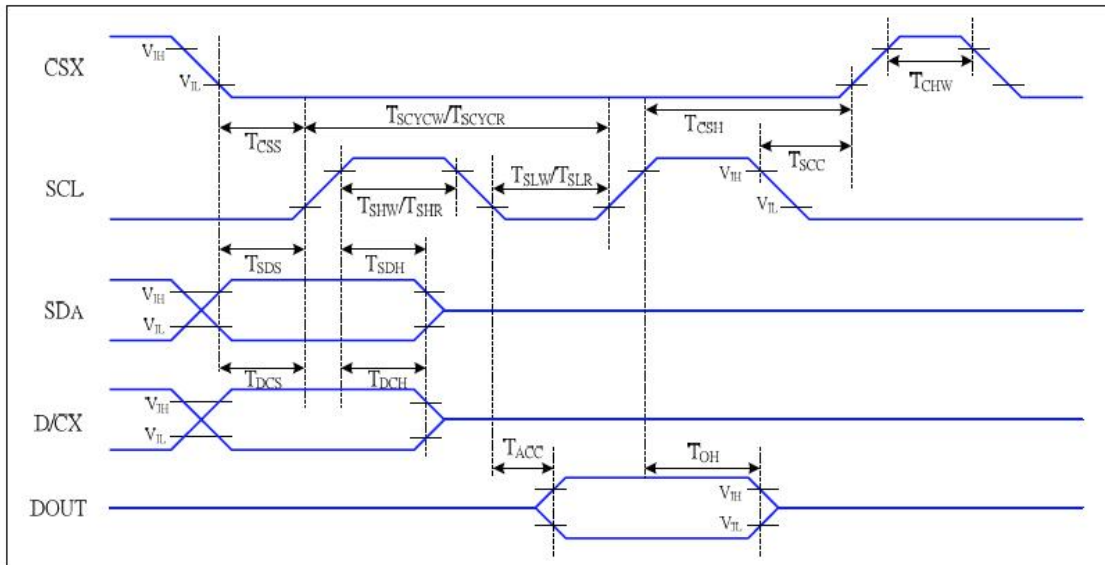 CSX
VIH
VIL
TCHW
TSCYCW/TSCYCR
TCSH
TCSS
TSCC
SCL
TSLW/TSLR
VIH
TSHW/TSHR
VIL
TSDS
TSDH
SDA
VIH
VIL
TDCS
TDCH
D/CX
VIH
VIL
TACC
TOH
DOUT
VIH
VIL